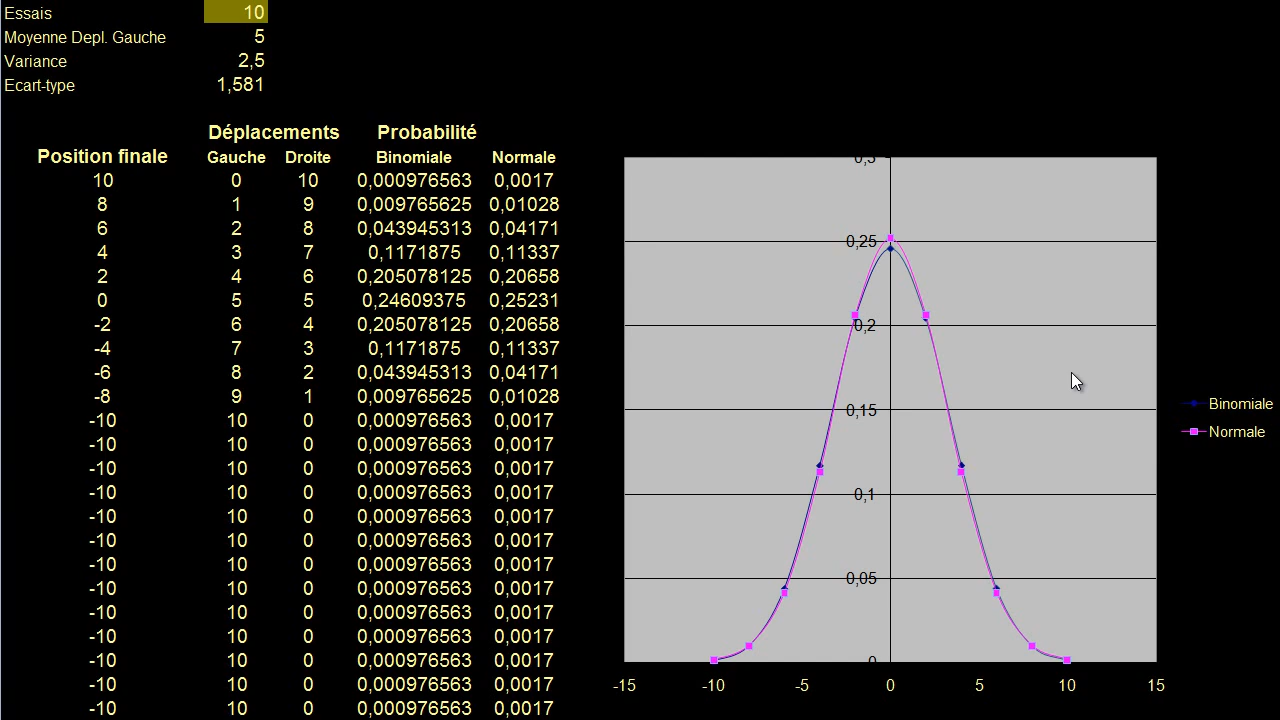 Essais 10
Moyenne Depl. Gauche 5
Variance 2,5
Ecart-type 1,581
Déplacements Probabilité
Position finale Gauche Droite Binomiale Normale
10 0 10 0,000976563 0,0017
8 1 9 0,009765625 0,01028
6 2 8 0,043945313 0,04171
4 3 7 0,1171875 0,11337
2 4 6 0,205078125 0,20658
0 5 5 0,24609375 0,25231
-2 6 4 0,205078125 0,20658
-4 7 3 0,1171875 0,11337
-6 8 2 0,043945313 0,04171
-8 9 1 0,009765625 0,01028
-10 10 0 0,000976563 0,0017
-10 10 0 0,000976563 0,0017
-10 10 0 0,000976563 0,0017
-10 10 0 0,000976563 0,0017
-10 10 0 0,000976563 0,0017
-10 10 0 0,000976563 0,0017
-10 10 0 0,000976563 0,0017
-10 10 0 0,000976563 0,0017
-10 10 0 0,000976563 0,0017
-10 10 0 0,000976563 0,0017
-10 10 0 0,000976563 0,0017
-10 10 0 0,000976563 0,0017
-10 10 0 0,000976563 0,0017
0,3
0,25
0,2
0,15
0,1
0,05
0
-15 -10 -5 0 5 10 15
Binomiale
Normale